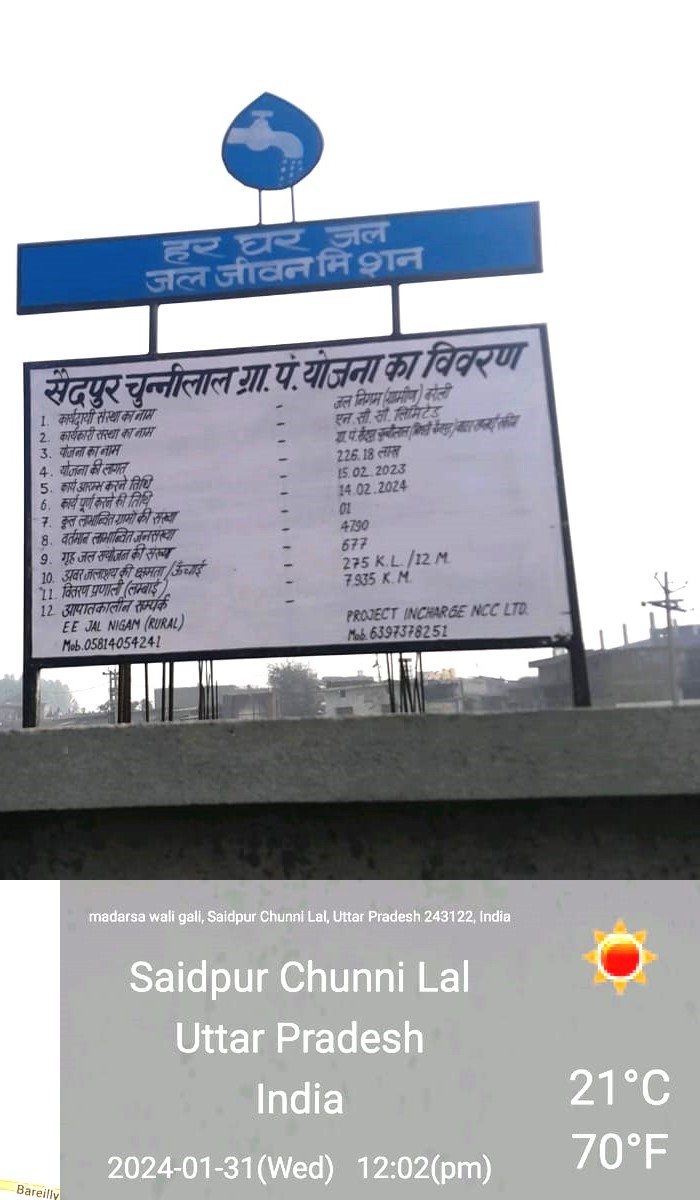 हर घर जल
जल जीवन मिशन
सैदपुर चुन्नीलाल ग्रा. पं. योजना का विवरण
1. कार्यदायी संस्था का नाम - जल निगम (ग्रामीण) बरेली
2. कार्यकारी संस्था का नाम - एन. सी. सी. लिमिटेड
3. योजना का नाम - ग्रा. पं. सैदपुर चुन्नीलाल
4. योजना की लागत - 226.18 लाख
5. कार्य आरम्भ करने तिथि - 15.02.2023
6. कार्य पूर्ण करने की तिथि - 14.02.2024
7. कुल लाभान्वित ग्रामों की संख्या - 01
8. वर्तमान लाभान्वित जनसंख्या - 4790
9. गृह जल संयोजन की संख्या - 677
10. अवर जलाशय की क्षमता / ऊँचाई - 275 K.L./12 M.
11. वितरण प्रणाली (लम्बाई) - 7.935 K.M.
12. आपातकालीन सम्पर्क -
EE JAL NIGAM (RURAL) PROJECT INCHARGE NCC LTD.
Mob. 05814054241 Mob. 6397378251
madarsa wali gali, Saidpur Chunni Lal, Uttar Pradesh 243122, India
Saidpur Chunni Lal
Uttar Pradesh
India
21°C
70°F
2024-01-31(Wed) 12:02(pm)
Bareilly